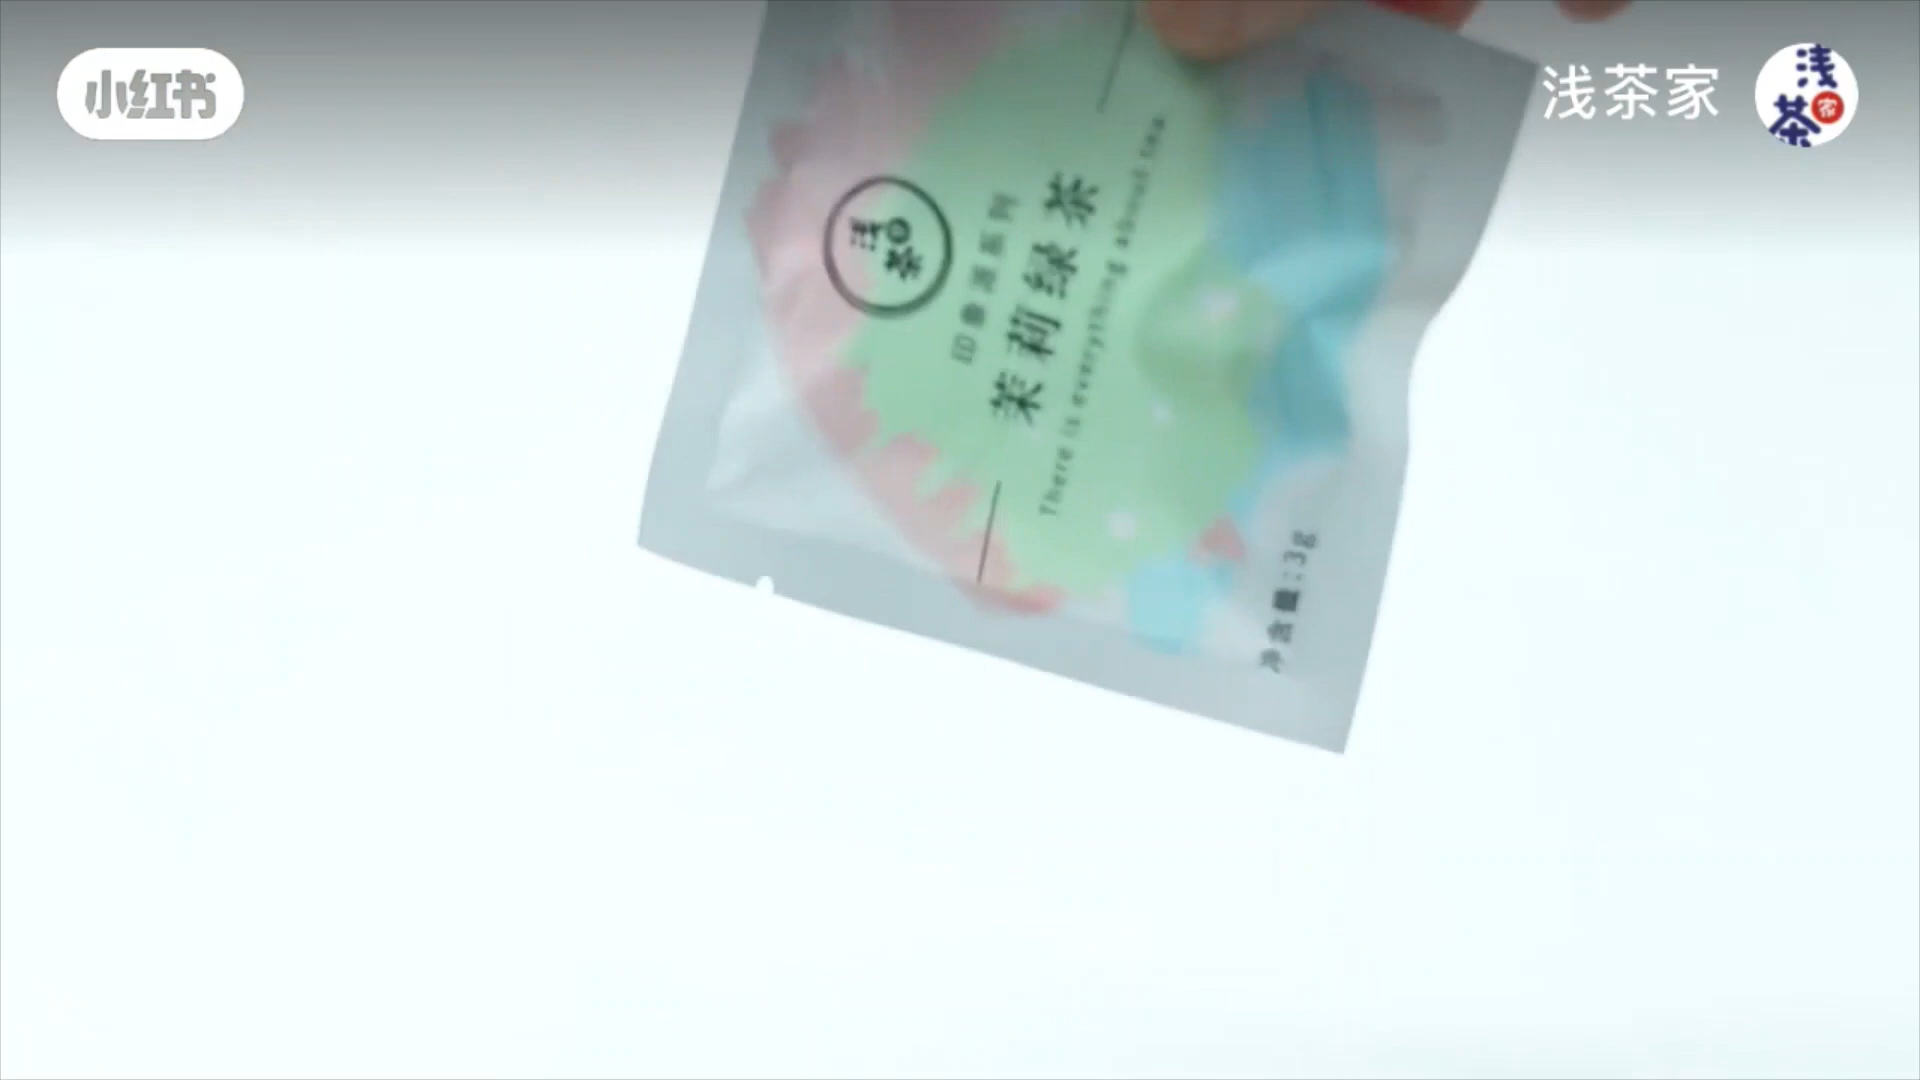 小红书
浅茶家
浅茶家
浅茶
印象派系列
茉莉绿茶
There is everything about tea
净含量:3g